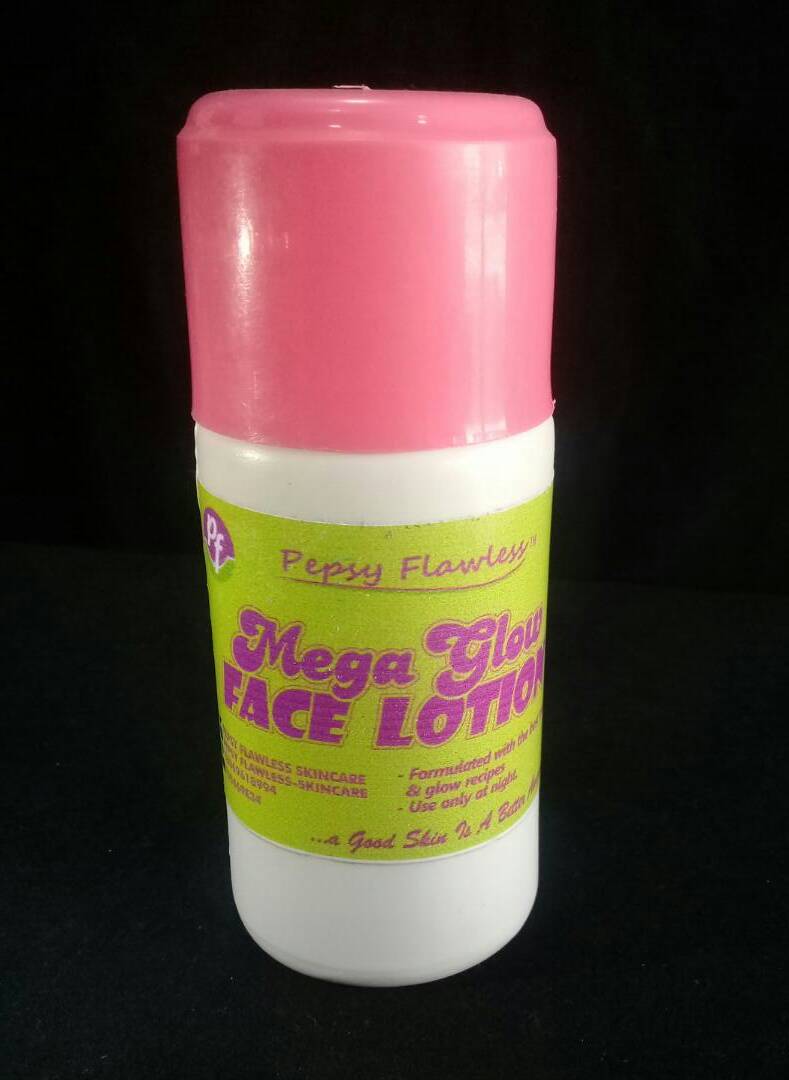 Pf
Pepsy Flawless™
Mega Glow
FACE LOTION
FLAWLESS SKINCARE
FLAWLESS-SKINCARE
- Formulated with the
& glow recipes
- Use only at night.
...a Good Skin Is A Better